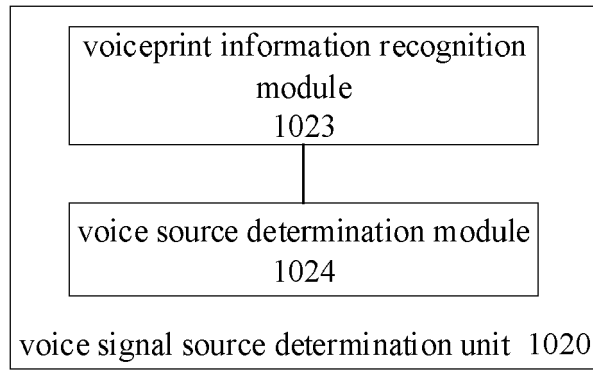 voiceprint information recognition
module
1023
voice source determination module
1024
voice signal source determination unit 1020